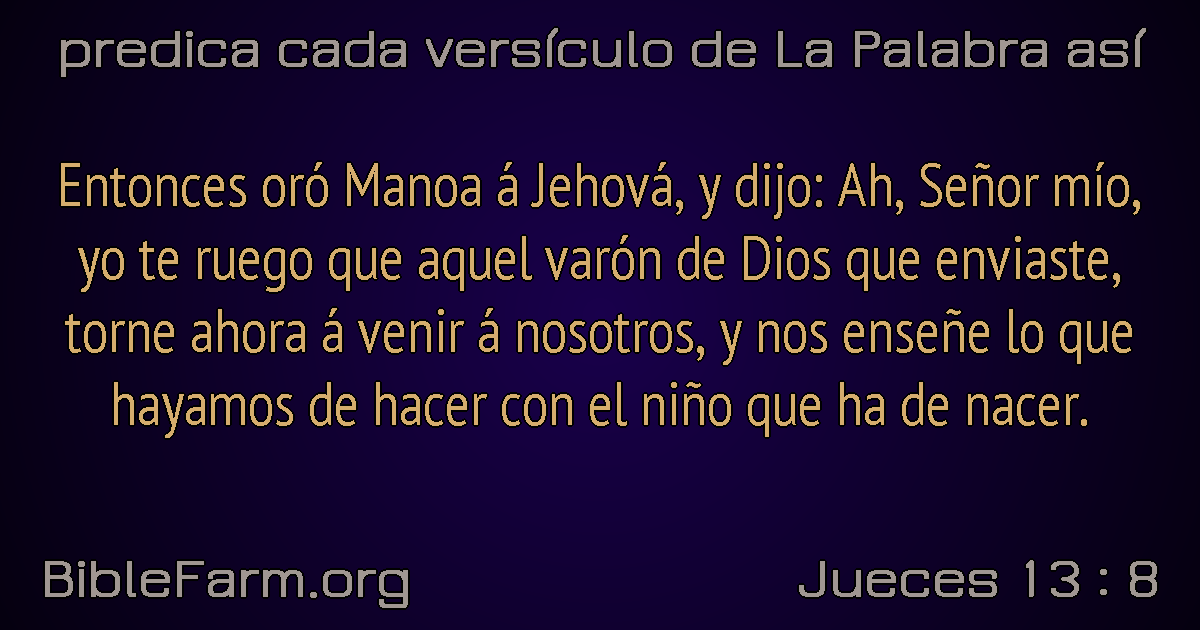 predica cada versículo de La Palabra así
Entonces oró Manoa á Jehová, y dijo: Ah, Señor mío,
yo te ruego que aquel varón de Dios que enviaste,
torne ahora á venir á nosotros, y nos enseñe lo que
hayamos de hacer con el niño que ha de nacer.
BibleFarm.org
Jueces 13 : 8